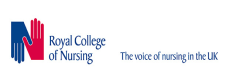 Royal College
of Nursing
The voice of nursing in the UK